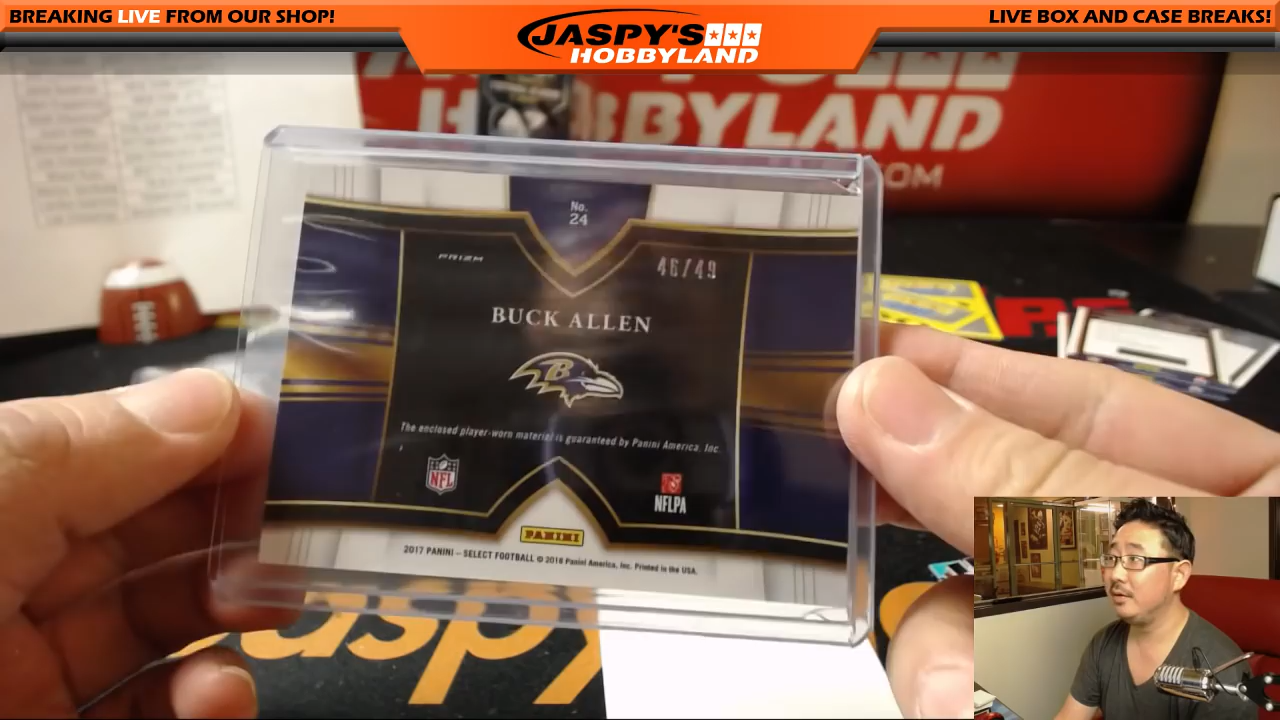 BREAKING LIVE FROM OUR SHOP!
JASPY'S
HOBBYLAND
LIVE BOX AND CASE BREAKS!
HOBBYLAND
.COM
No.
24
PRIZM
46/49
BUCK ALLEN
B
The enclosed player-worn material is guaranteed by Panini America, Inc.
NFL
NFLPA
PANINI
2017 PANINI – SELECT FOOTBALL © 2018 Panini America, Inc. Printed in the USA.
Jaspy